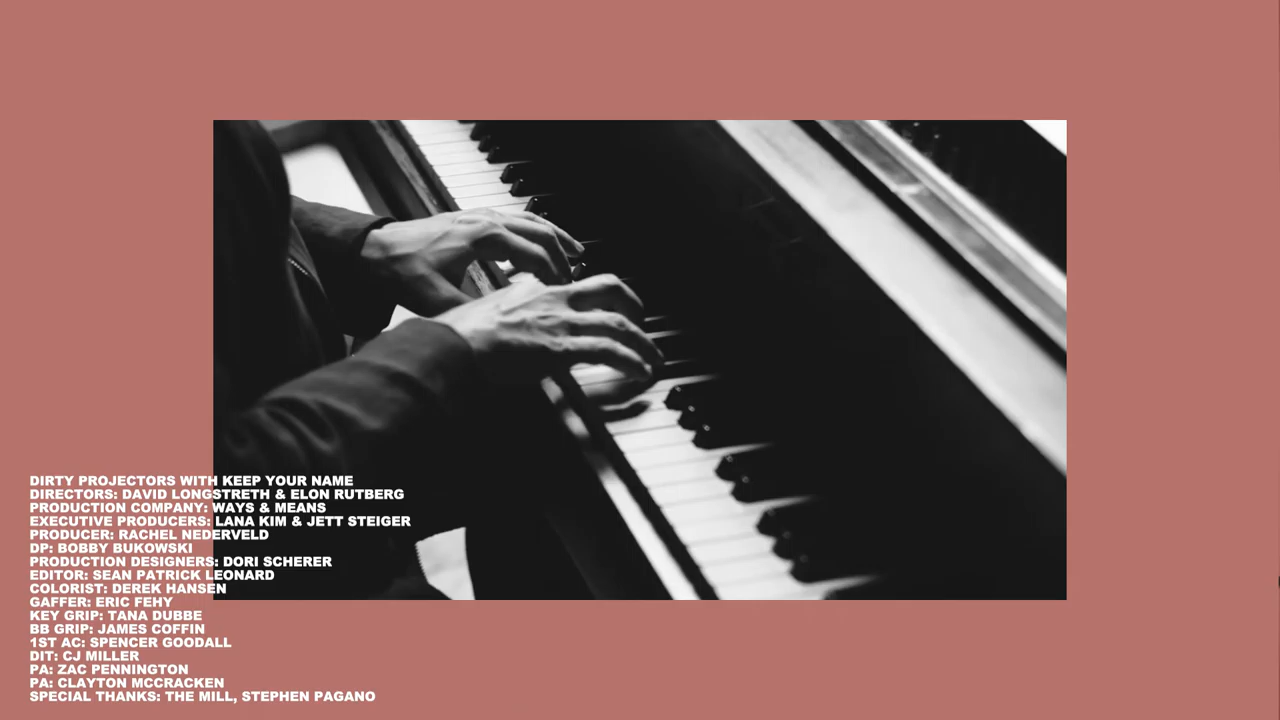 DIRTY PROJECTORS WITH KEEP YOUR NAME
DIRECTORS: DAVID LONGSTRETH & ELON RUTBERG
PRODUCTION COMPANY: WAYS & MEANS
EXECUTIVE PRODUCERS: LANA KIM & JETT STEIGER
PRODUCER: RACHEL NEDERVELD
DP: BOBBY BUKOWSKI
PRODUCTION DESIGNERS: DORI SCHERER
EDITOR: SEAN PATRICK LEONARD
COLORIST: DEREK HANSEN
GAFFER: ERIC FEHY
KEY GRIP: TANA DUBBE
BB GRIP: JAMES COFFIN
1ST AC: SPENCER GOODALL
DIT: CJ MILLER
PA: ZAC PENNINGTON
PA: CLAYTON MCCRACKEN
SPECIAL THANKS: THE MILL, STEPHEN PAGANO